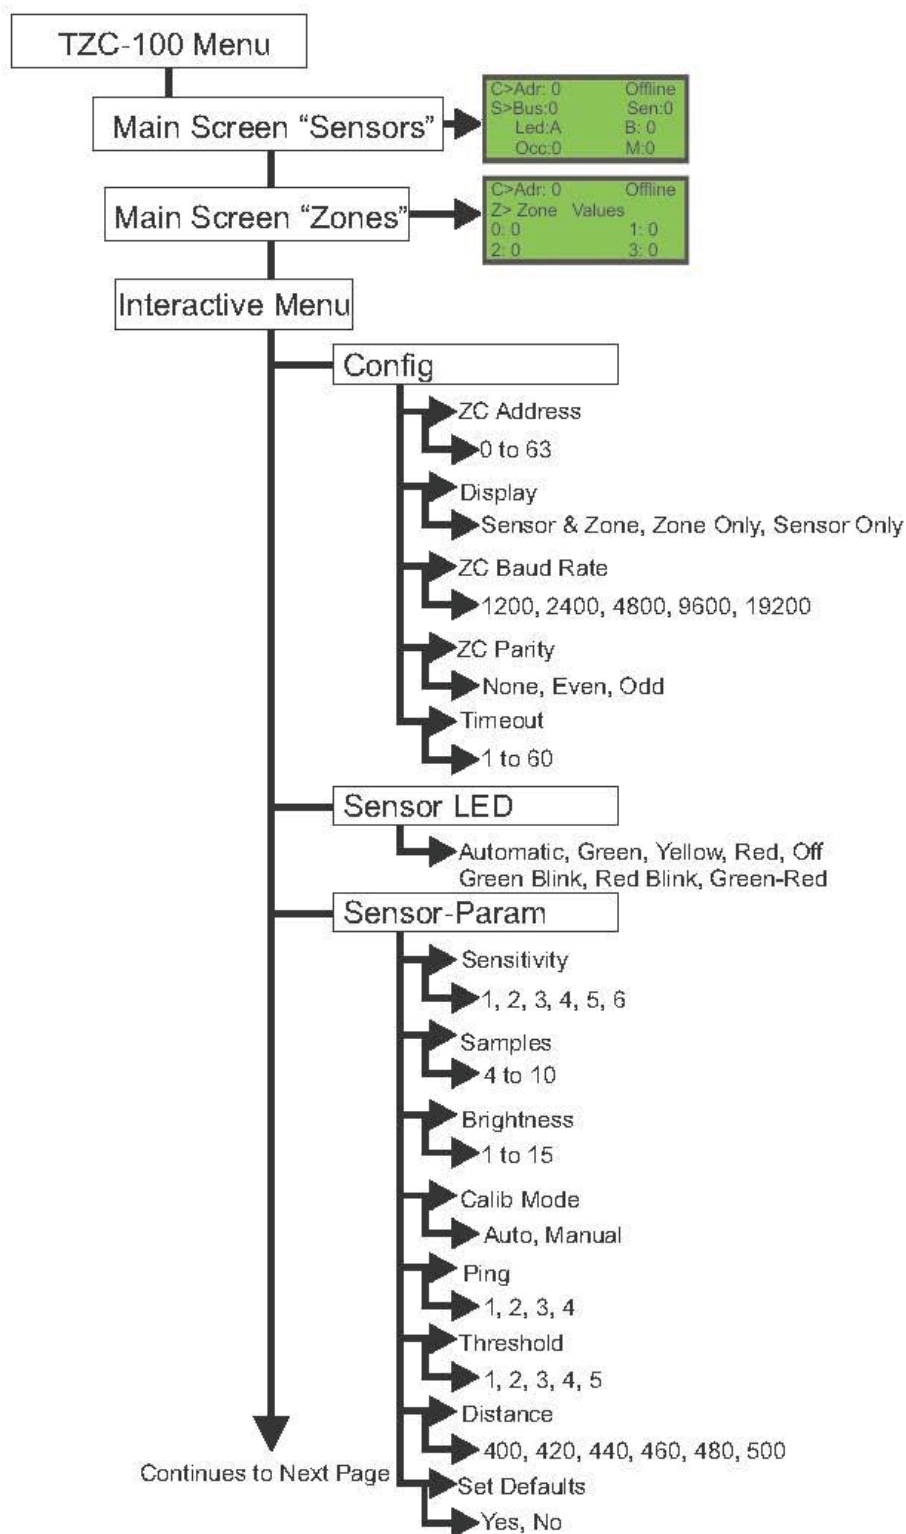 TZC-100 Menu
Main Screen “Sensors”
C>Adr: 0 Offline
S>Bus:0 Sen:0
Led:A B: 0
Occ:0 M:0
Main Screen “Zones”
C>Adr: 0 Offline
Z> Zone Values
0: 0 1: 0
2: 0 3: 0
Interactive Menu
Config
ZC Address
0 to 63
Display
Sensor & Zone, Zone Only, Sensor Only
ZC Baud Rate
1200, 2400, 4800, 9600, 19200
ZC Parity
None, Even, Odd
Timeout
1 to 60
Sensor LED
Automatic, Green, Yellow, Red, Off
Green Blink, Red Blink, Green-Red
Sensor-Param
Sensitivity
1, 2, 3, 4, 5, 6
Samples
4 to 10
Brightness
1 to 15
Calib Mode
Auto, Manual
Ping
1, 2, 3, 4
Threshold
1, 2, 3, 4, 5
Distance
400, 420, 440, 460, 480, 500
Set Defaults
Yes, No
Continues to Next Page